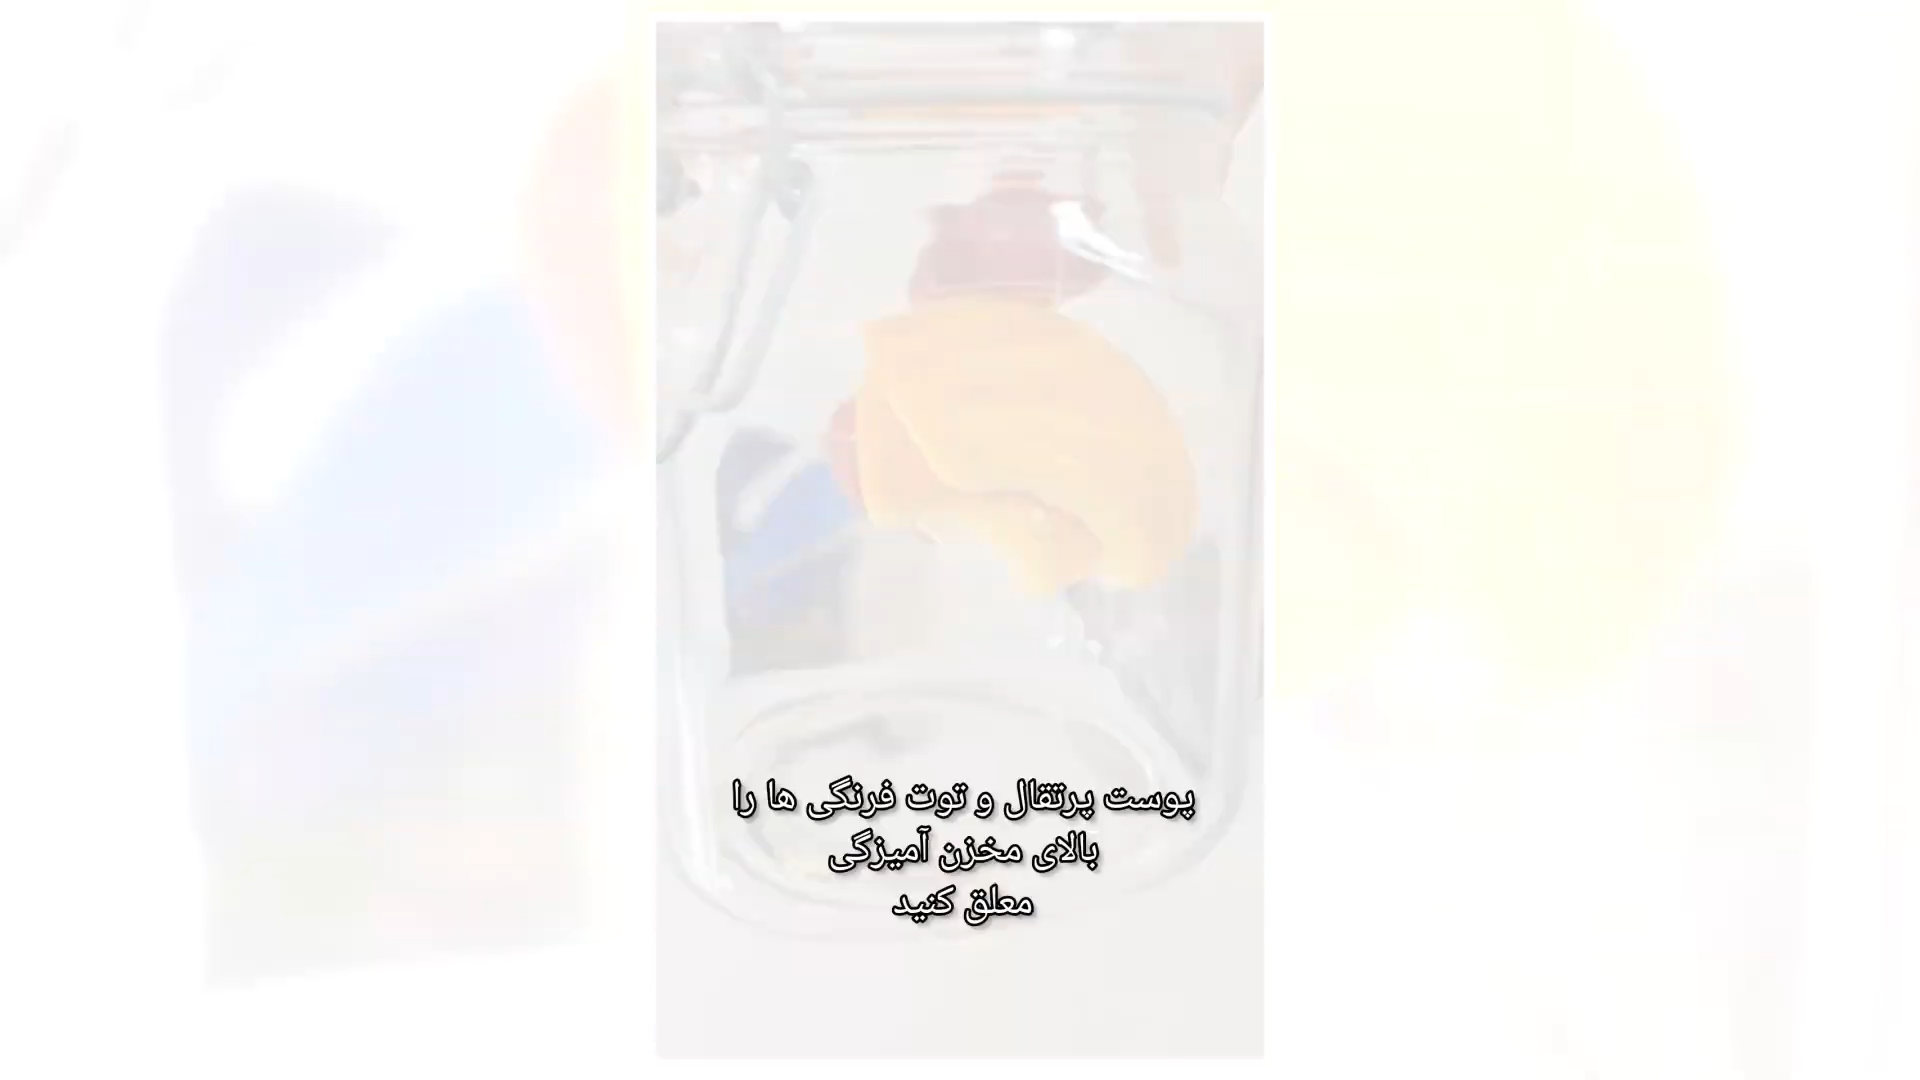 پوست پرتقال و توت فرنگی ها را
بالای مخزن آمیزگی
معلق کنید